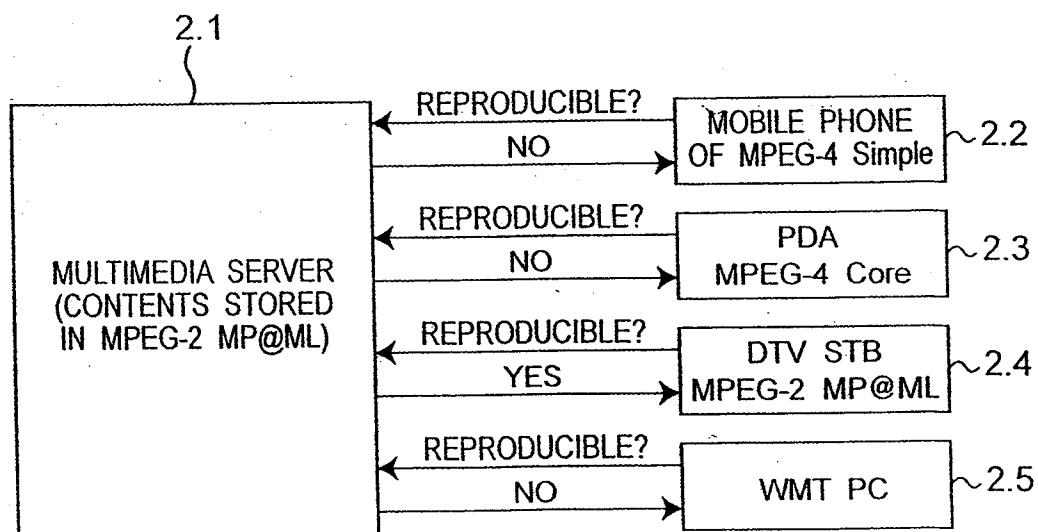 2.1
REPRODUCIBLE?
NO
MOBILE PHONE
OF MPEG-4 Simple
2.2
REPRODUCIBLE?
NO
PDA
MPEG-4 Core
2.3
MULTIMEDIA SERVER
(CONTENTS STORED
IN MPEG-2 MP@ML)
REPRODUCIBLE?
YES
DTV STB
MPEG-2 MP@ML
2.4
REPRODUCIBLE?
NO
WMT PC
2.5